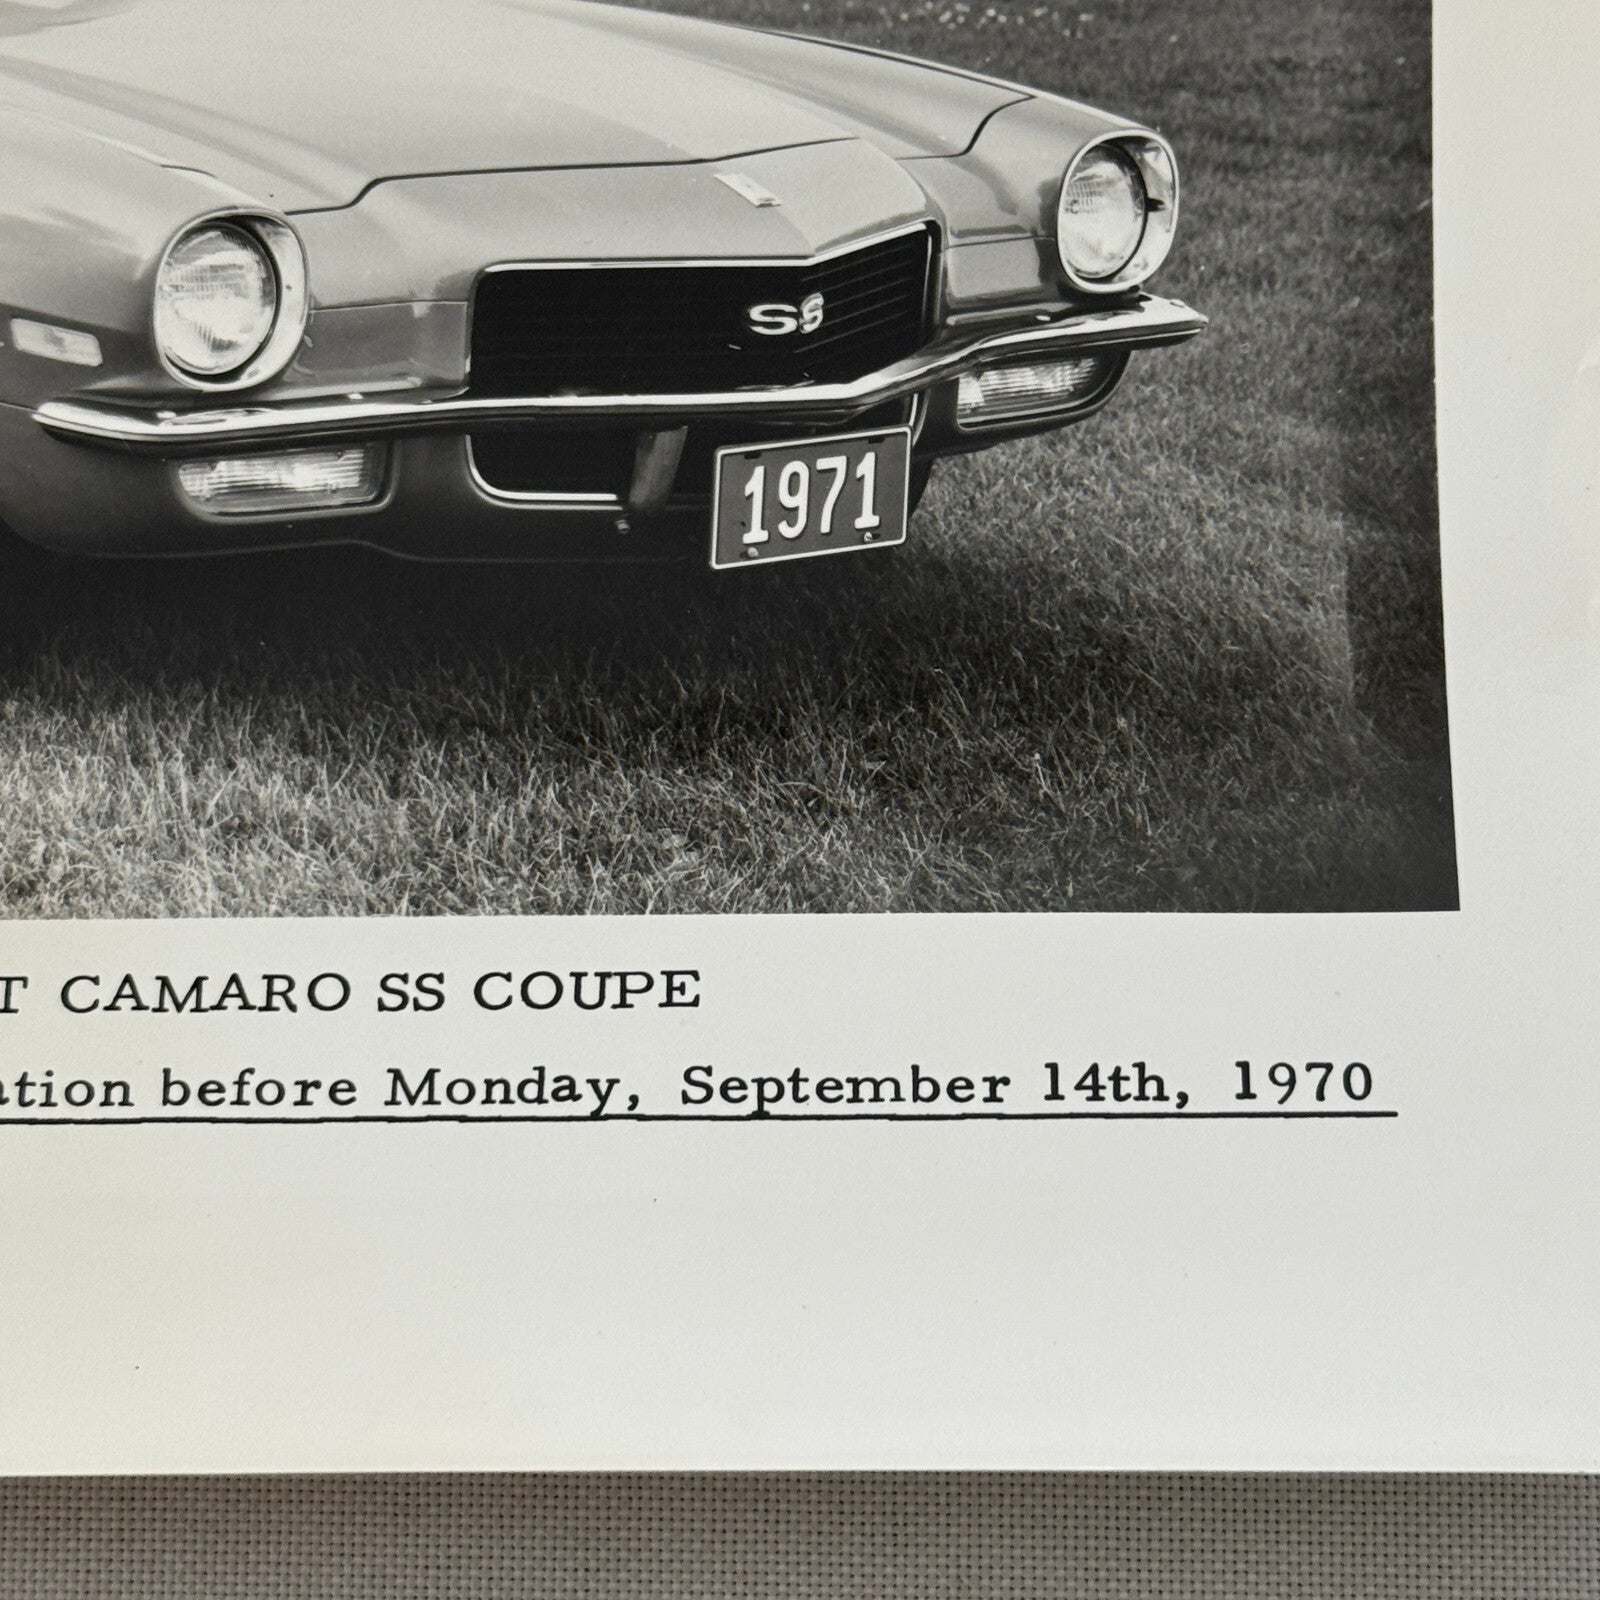 SS
1971
T CAMARO SS COUPE
ation before Monday, September 14th, 1970